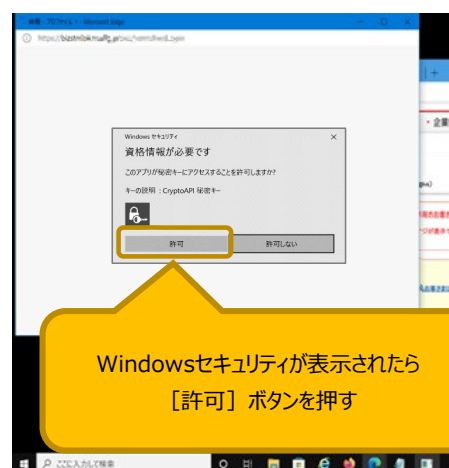 Windows セキュリティ
資格情報が必要です
このアプリが秘密キーにアクセスすることを許可しますか?
キーの説明 : CryptoAPI 秘密キー
許可
許可しない
Windowsセキュリティが表示されたら
［許可］ボタンを押す
ここに入力して検索